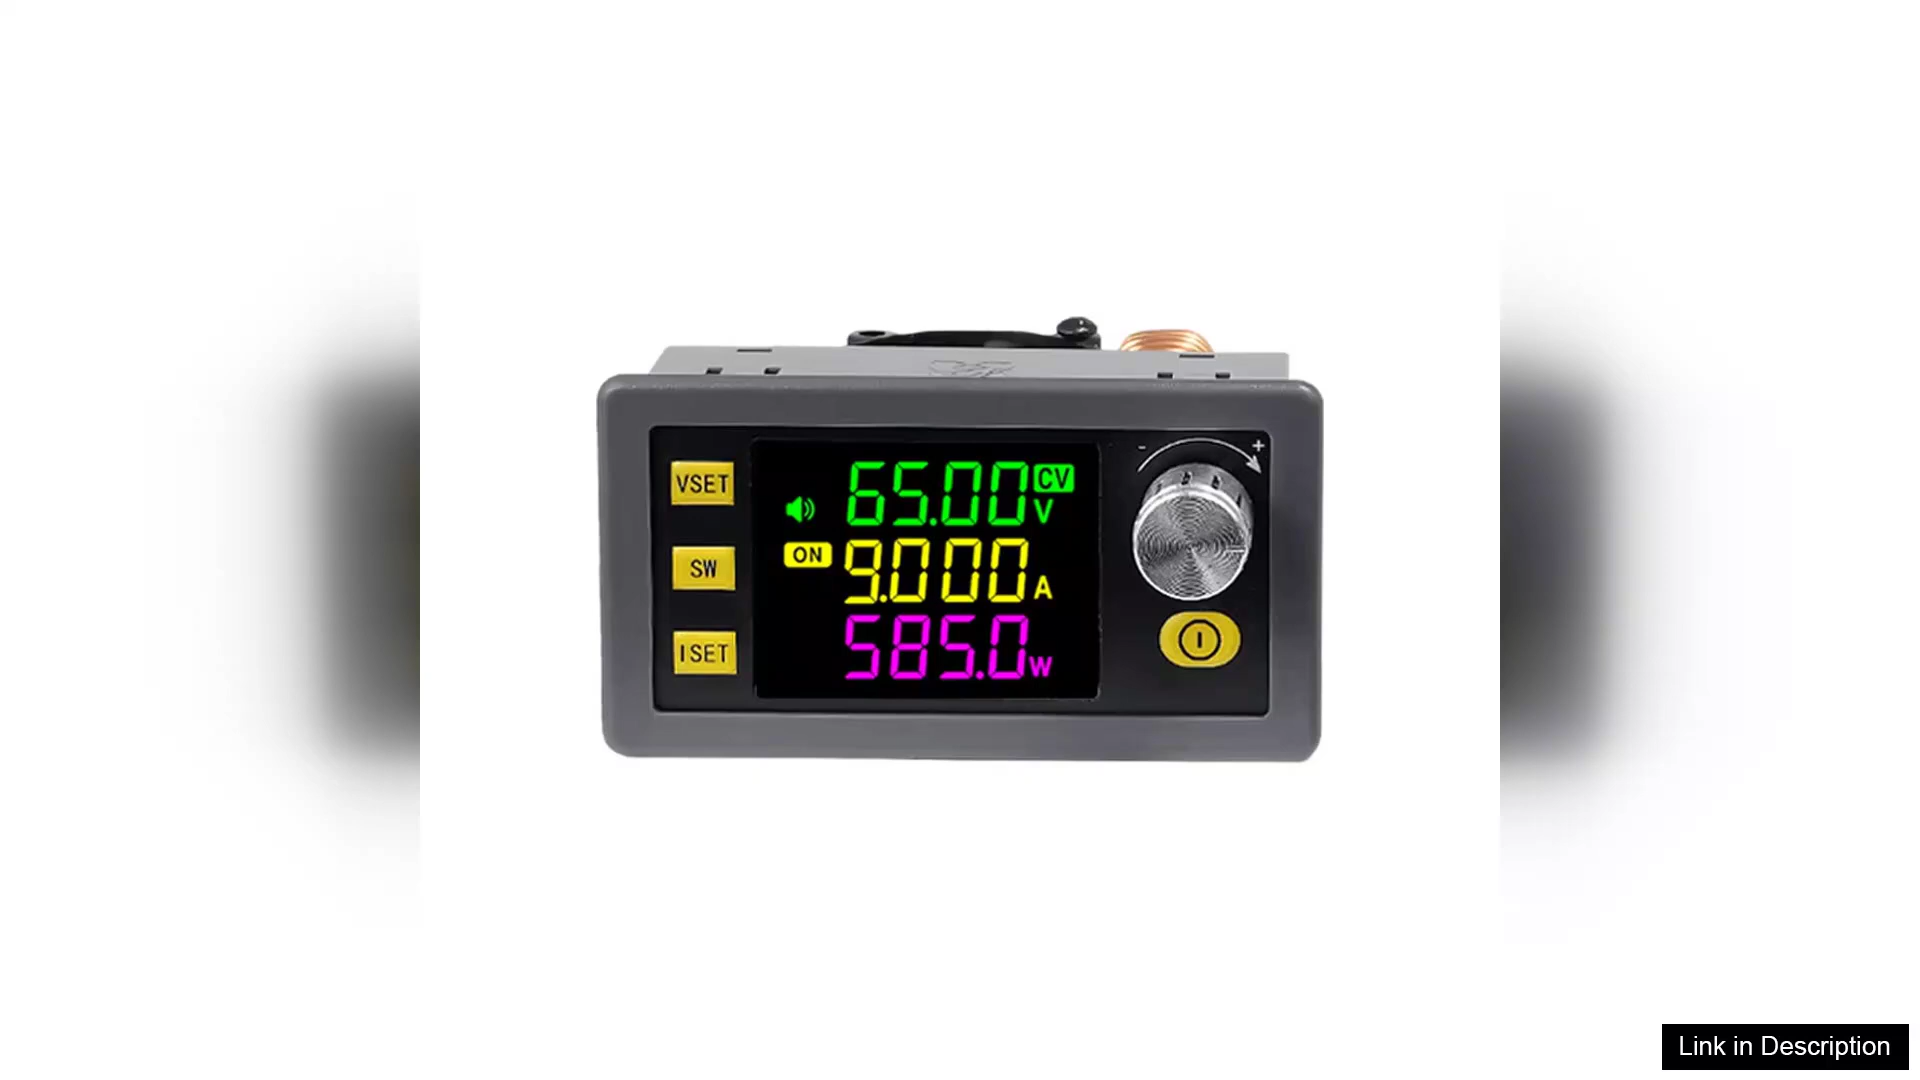 VSET
65.00 CV
V
SW
ON
9.000 A
ISET
585.0 W
- +
Link in Description